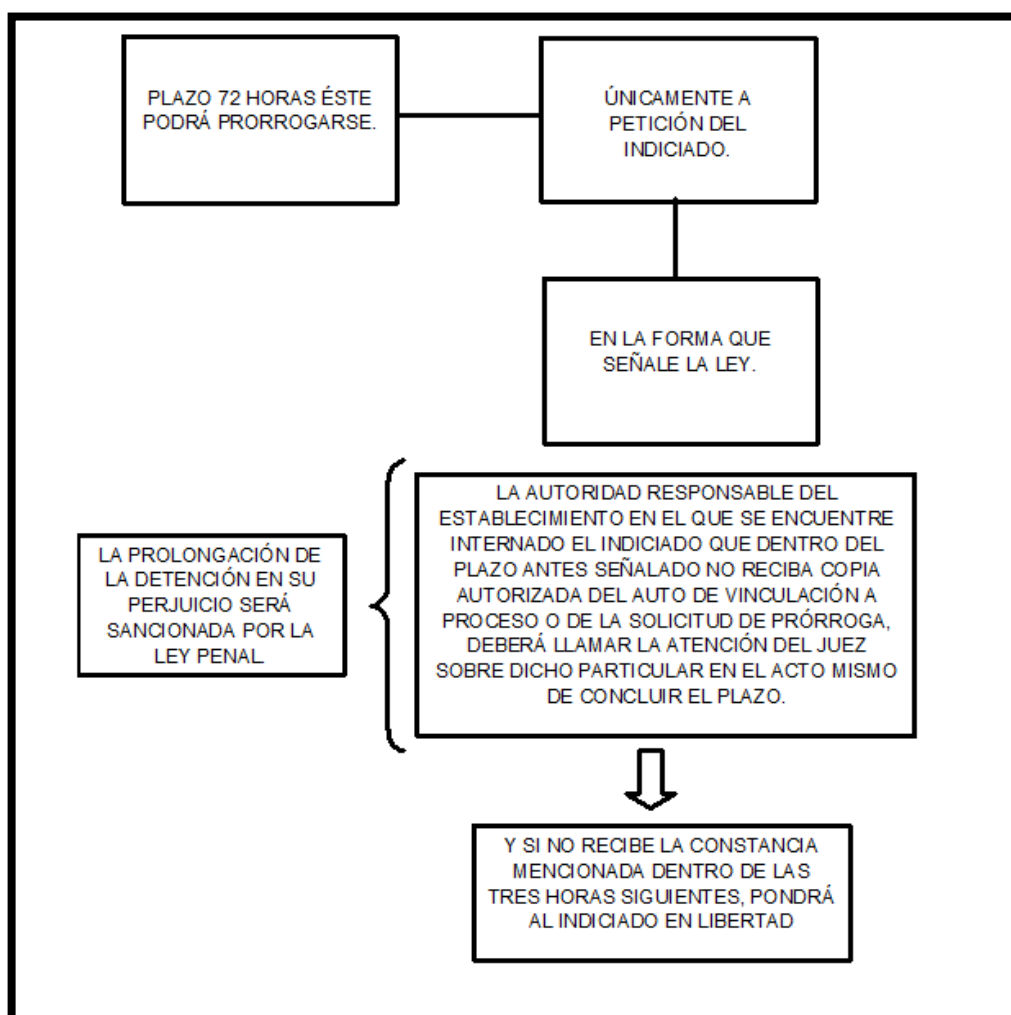 PLAZO 72 HORAS ÉSTE
PODRÁ PRORROGARSE.
ÚNICAMENTE A
PETICIÓN DEL
INDICIADO.
EN LA FORMA QUE
SEÑALE LA LEY.
LA PROLONGACIÓN DE
LA DETENCIÓN EN SU
PERJUICIO SERÁ
SANCIONADA POR LA
LEY PENAL.
LA AUTORIDAD RESPONSABLE DEL
ESTABLECIMIENTO EN EL QUE SE ENCUENTRE
INTERNADO EL INDICIADO QUE DENTRO DEL
PLAZO ANTES SEÑALADO NO RECIBA COPIA
AUTORIZADA DEL AUTO DE VINCULACIÓN A
PROCESO O DE LA SOLICITUD DE PRÓRROGA,
DEBERÁ LLAMAR LA ATENCIÓN DEL JUEZ
SOBRE DICHO PARTICULAR EN EL ACTO MISMO
DE CONCLUIR EL PLAZO.
Y SI NO RECIBE LA CONSTANCIA
MENCIONADA DENTRO DE LAS
TRES HORAS SIGUIENTES, PONDRÁ
AL INDICIADO EN LIBERTAD